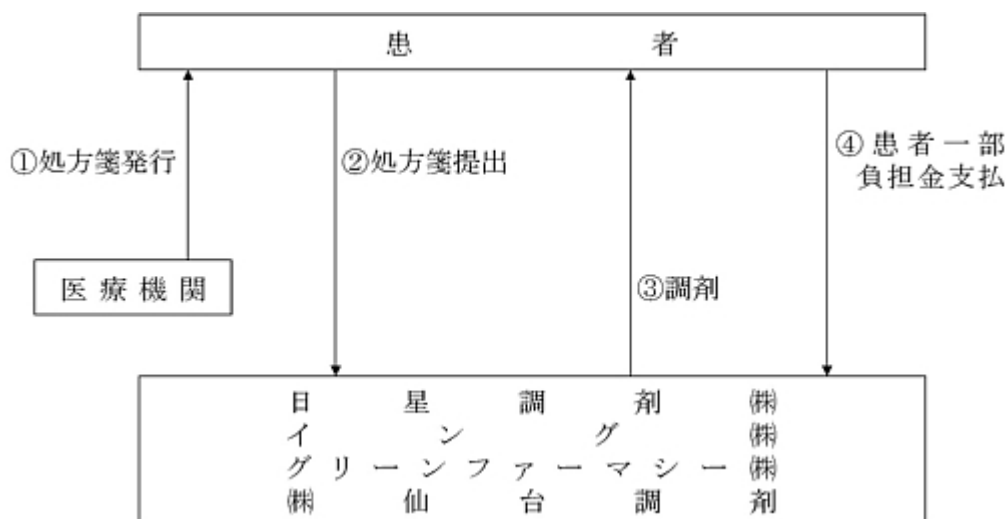 患者
①処方箋発行
②処方箋提出
④患者一部
負担金支払
医療機関
③調剤
日星調剤㈱
イング㈱
グリーンファーマシー㈱
㈱仙台調剤